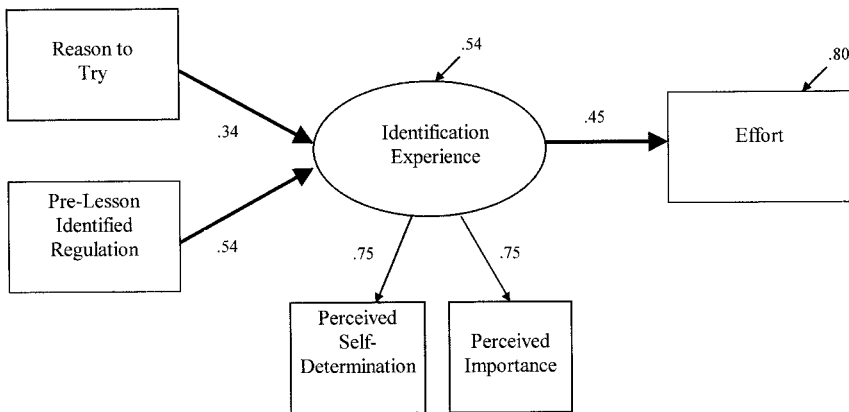 Reason to
Try
.34
Pre-Lesson
Identified
Regulation
.54
.54
Identification
Experience
.45
.80
Effort
.75
.75
Perceived
Self-
Determination
Perceived
Importance